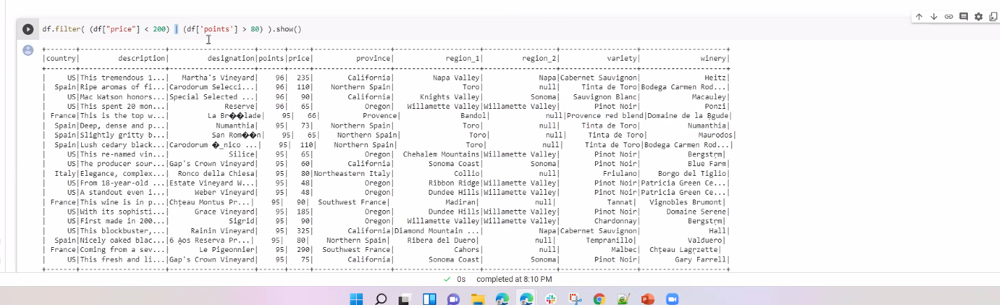 df.filter( (df["price"] < 200) | (df['points'] > 80) ).show()
+-------+--------------------+--------------------+------+-----+------------------+--------------------+-----------------+------------------+--------------------+
|country| description| designation|points|price| province| region_1| region_2| variety| winery|
+-------+--------------------+--------------------+------+-----+------------------+--------------------+-----------------+------------------+--------------------+
| US|This tremendous 1...| Martha's Vineyard| 96| 235| California| Napa Valley| Napa|Cabernet Sauvignon| Heitz|
| Spain|Ripe aromas of fi...|Carodorum Selecci...| 96| 110| Northern Spain| Toro| null| Tinta de Toro|Bodega Carmen Rod...|
| US|Mac Watson honors...|Special Selected ...| 96| 90| California| Knights Valley| Sonoma| Sauvignon Blanc| Macauley|
| US|This spent 20 mon...| Reserve| 96| 65| Oregon| Willamette Valley|Willamette Valley| Pinot Noir| Ponzi|
| France|This is the top w...| La Br��lade| 95| 66| Provence| Bandol| null|Provence red blend|Domaine de la Bgude|
| Spain|Deep, dense and p...| Numanthia| 95| 73| Northern Spain| Toro| null| Tinta de Toro| Numanthia|
| Spain|Slightly gritty b...| San Rom��n| 95| 65| Northern Spain| Toro| null| Tinta de Toro| Maurodos|
| Spain|Lush cedary black...|Carodorum �_nico ...| 95| 110| Northern Spain| Toro| null| Tinta de Toro|Bodega Carmen Rod...|
| US|This re-named vin...| Silice| 95| 65| Oregon| Chehalem Mountains|Willamette Valley| Pinot Noir| Bergstrm|
| US|The producer sour...|Gap's Crown Vineyard| 95| 60| California| Sonoma Coast| Sonoma| Pinot Noir| Blue Farm|
| Italy|Elegance, complex...| Ronco della Chiesa| 95| 80|Northeastern Italy| Collio| null| Friulano| Borgo del Tiglio|
| US|From 18-year-old ...|Estate Vineyard W...| 95| 48| Oregon| Ribbon Ridge|Willamette Valley| Pinot Noir|Patricia Green Ce...|
| US|A standout even i...| Weber Vineyard| 95| 48| Oregon| Dundee Hills|Willamette Valley| Pinot Noir|Patricia Green Ce...|
| France|This wine is in p...|Chţeau Montus Pr...| 95| 90| Southwest France| Madiran| null| Tannat| Vignobles Brumont|
| US|With its sophisti...| Grace Vineyard| 95| 185| Oregon| Dundee Hills|Willamette Valley| Pinot Noir| Domaine Serene|
| US|First made in 200...| Sigrid| 95| 90| Oregon| Willamette Valley|Willamette Valley| Chardonnay| Bergstrm|
| US|This blockbuster,...| Rainin Vineyard| 95| 325| California|Diamond Mountain ...| Napa|Cabernet Sauvignon| Hall|
| Spain|Nicely oaked blac...|6 Aos Reserva Pr...| 95| 80| Northern Spain| Ribera del Duero| null| Tempranillo| Valduero|
| France|Coming from a sev...| Le Pigeonnier| 95| 290| Southwest France| Cahors| null| Malbec| Chţeau Lagrzette|
| US|This fresh and li...|Gap's Crown Vineyard| 95| 75| California| Sonoma Coast| Sonoma| Pinot Noir| Gary Farrell|
+-------+--------------------+--------------------+------+-----+------------------+--------------------+-----------------+------------------+--------------------+
0s completed at 8:10 PM